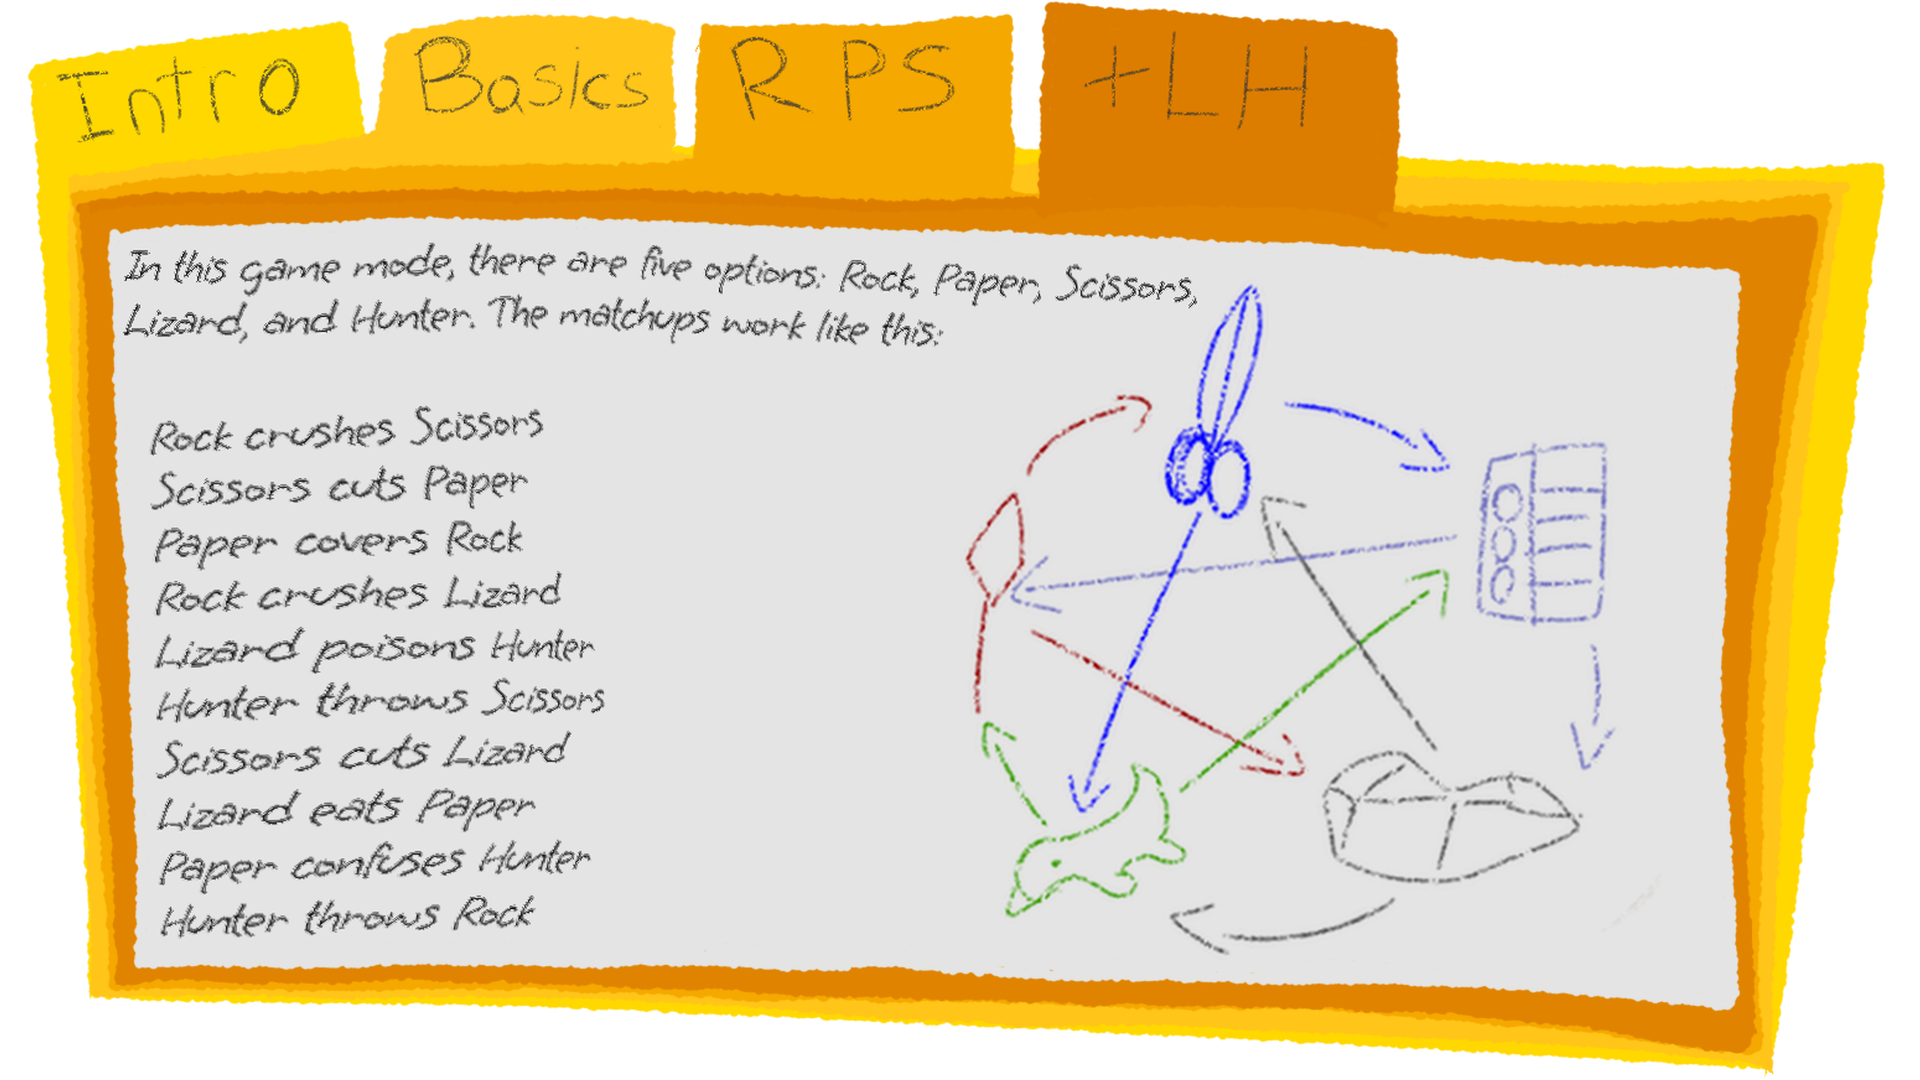 Intro
Basics
RPS
+LH
In this game mode, there are five options: Rock, Paper, Scissors,
Lizard, and Hunter. The matchups work like this:
Rock crushes Scissors
Scissors cuts Paper
Paper covers Rock
Rock crushes Lizard
Lizard poisons Hunter
Hunter throws Scissors
Scissors cuts Lizard
Lizard eats Paper
Paper confuses Hunter
Hunter throws Rock